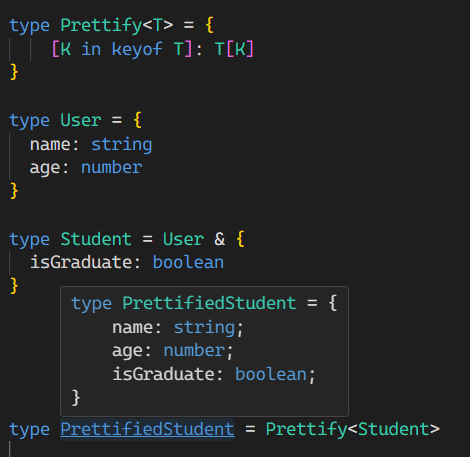 type Prettify<T> = {
[K in keyof T]: T[K]
}
type User = {
name: string
age: number
}
type Student = User & {
isGraduate: boolean
}
type PrettifiedStudent = {
name: string;
age: number;
isGraduate: boolean;
}
type PrettifiedStudent = Prettify<Student>